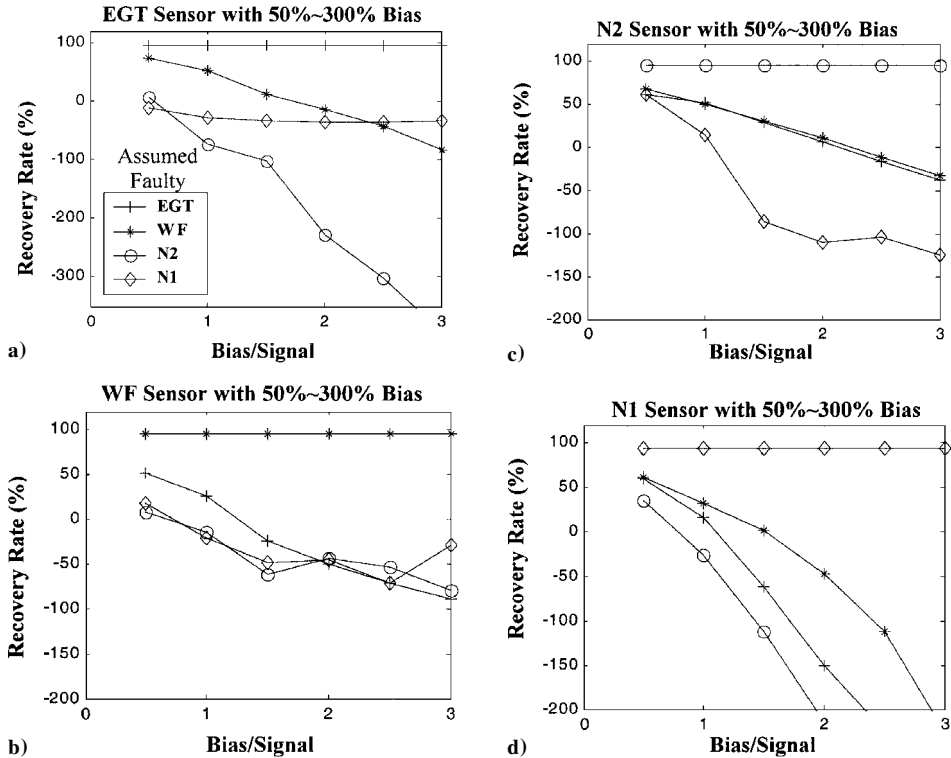 EGT Sensor with 50%~300% Bias
100
0
-100
-200
-300
Recovery Rate (%)
Assumed
Faulty
EGT
WF
N2
N1
0
1
2
3
Bias/Signal
a)
N2 Sensor with 50%~300% Bias
100
50
0
-50
-100
-150
-200
Recovery Rate (%)
0
1
2
3
Bias/Signal
c)
WF Sensor with 50%~300% Bias
100
50
0
-50
-100
-150
-200
Recovery Rate (%)
0
1
2
3
Bias/Signal
b)
N1 Sensor with 50%~300% Bias
100
50
0
-50
-100
-150
-200
Recovery Rate (%)
0
1
2
3
Bias/Signal
d)